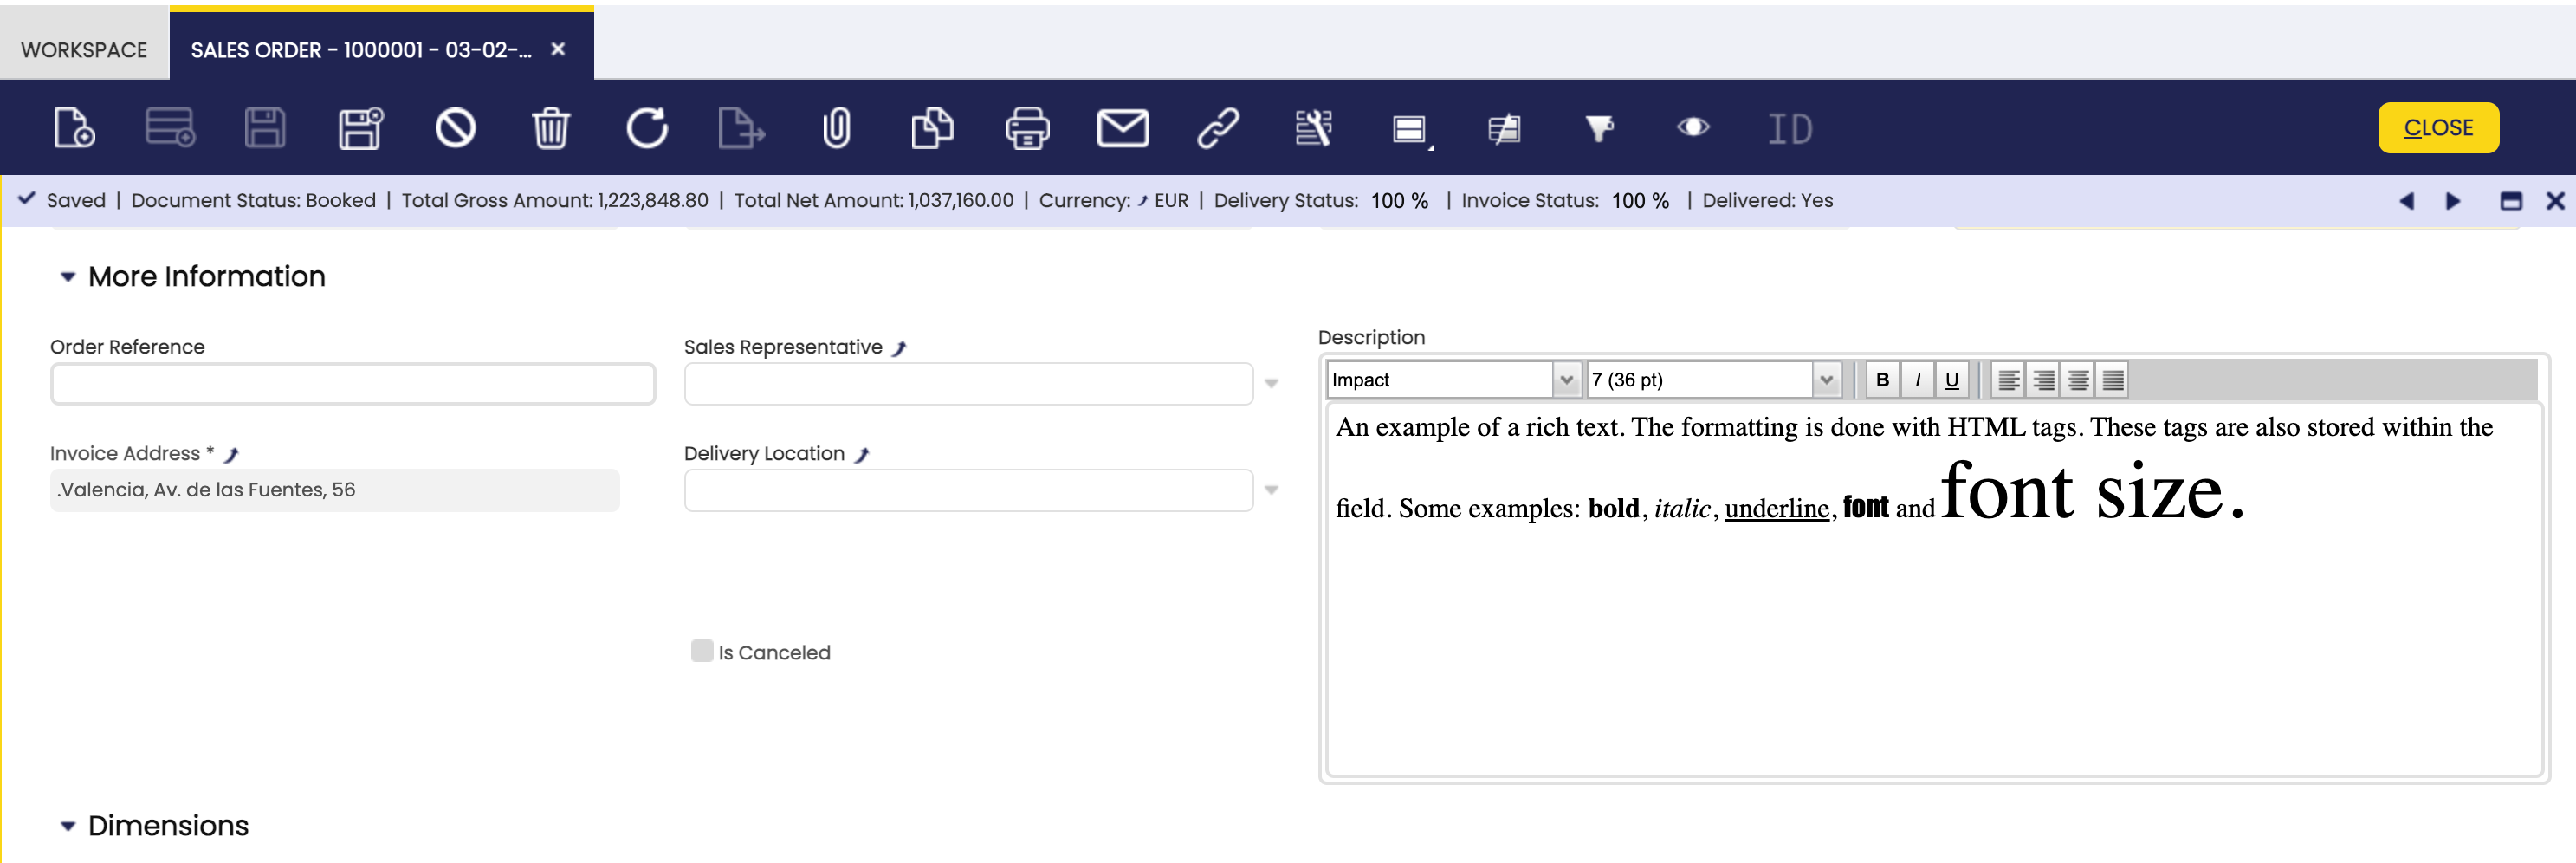 WORKSPACE
SALES ORDER - 1000001 - 03-02-...
ID
CLOSE
Saved | Document Status: Booked | Total Gross Amount: 1,223,848.80 | Total Net Amount: 1,037,160.00 | Currency: EUR | Delivery Status: 100 % | Invoice Status: 100 % | Delivered: Yes
More Information
Order Reference
Sales Representative
Description
Impact
7 (36 pt)
B I U
An example of a rich text. The formatting is done with HTML tags. These tags are also stored within the
field. Some examples: bold, italic, underline, font and font size.
Invoice Address *
Delivery Location
.Valencia, Av. de las Fuentes, 56
Is Canceled
Dimensions